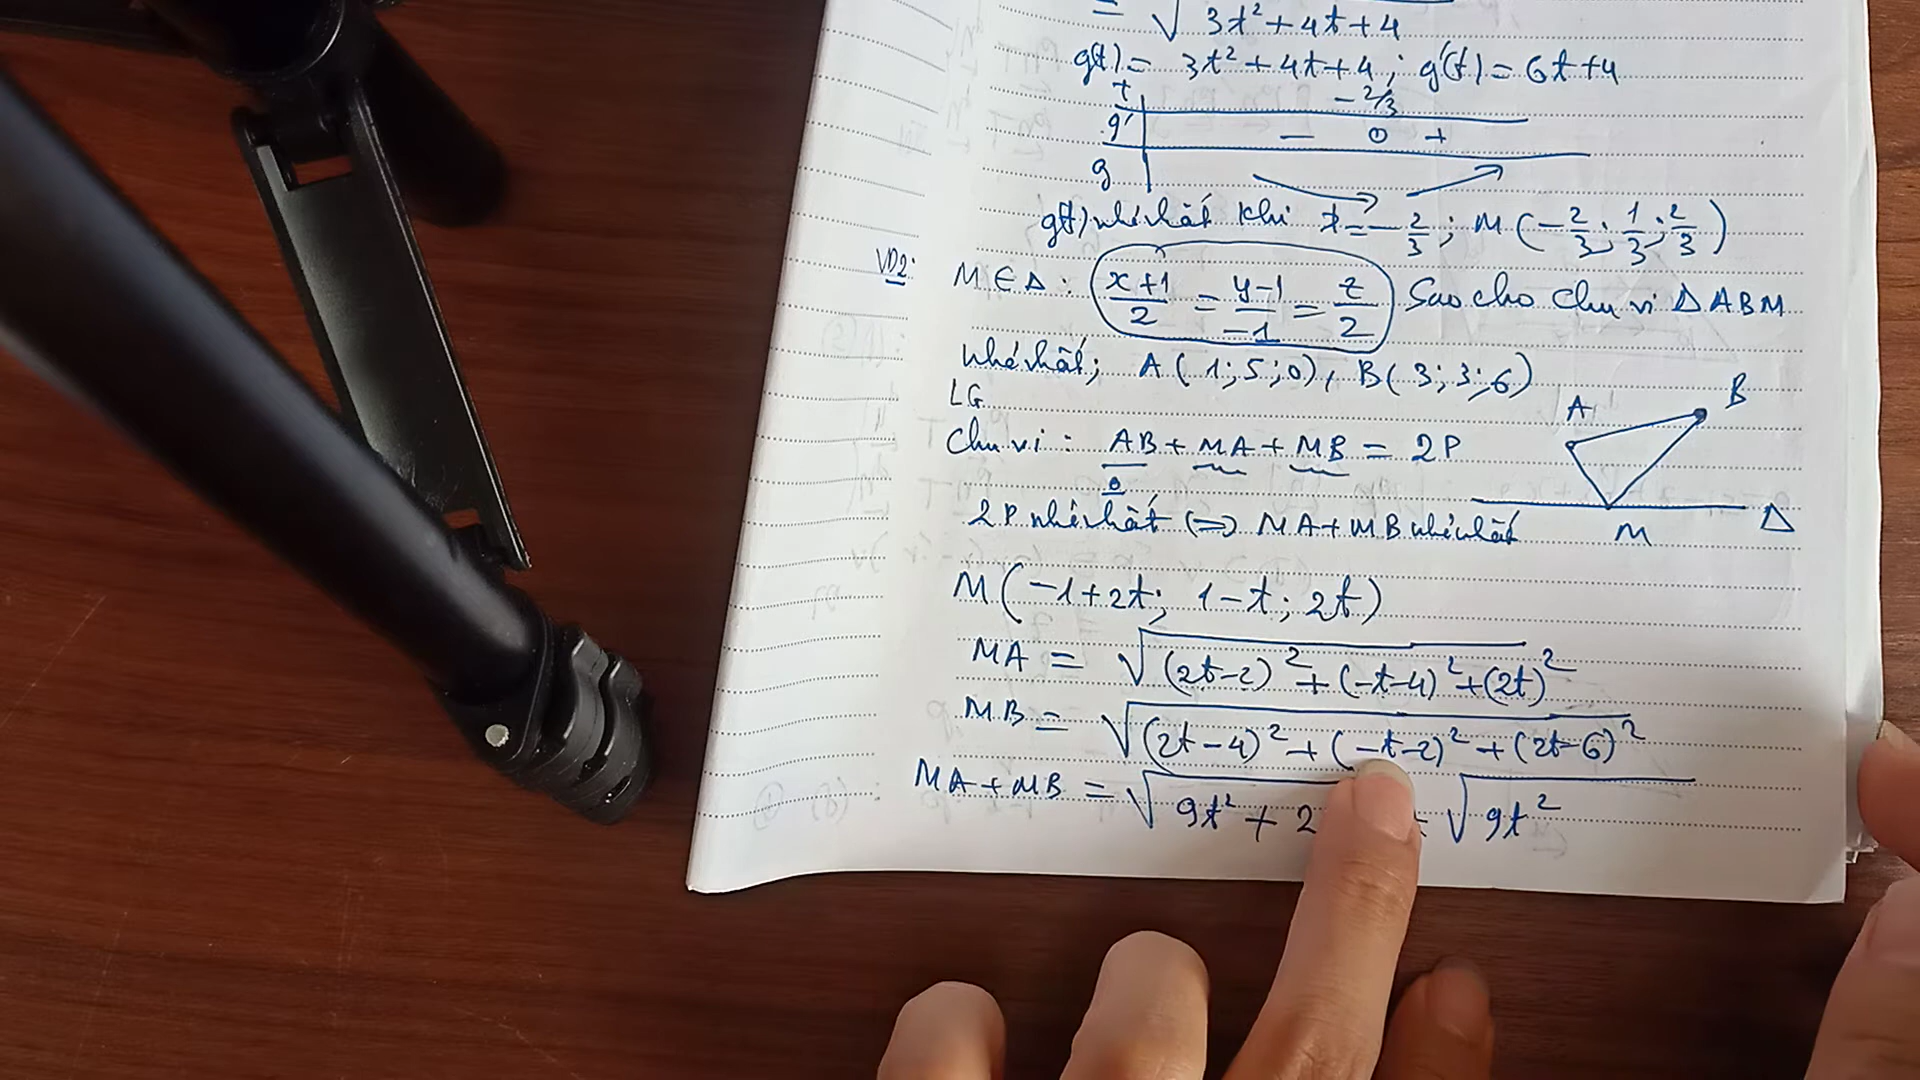 = √3t² + 4t + 4
g(t) = 3t² + 4t + 4; g'(t) = 6t + 4
t -2/3
g' - 0 +
g
g(t) nhỏ nhất khi t = -2/3; M(-2/3; 1/3; 2/3)
VD2: M ∈ Δ: (x+1)/2 = (y-1)/-1 = z/2 Sao cho chu vi Δ ABM
nhỏ nhất; A(1; 5; 0), B(3; 3; 6)
LG
Chu vi: AB + MA + MB = 2P
2P nhỏ nhất ⇔ MA + MB nhỏ nhất
A B
M Δ
M(-1+2t; 1-t; 2t)
MA = √(2t-2)² + (-t-4)² + (2t)²
MB = √(2t-4)² + (-t-2)² + (2t-6)²
MA + MB = √9t² + 2 √9t²